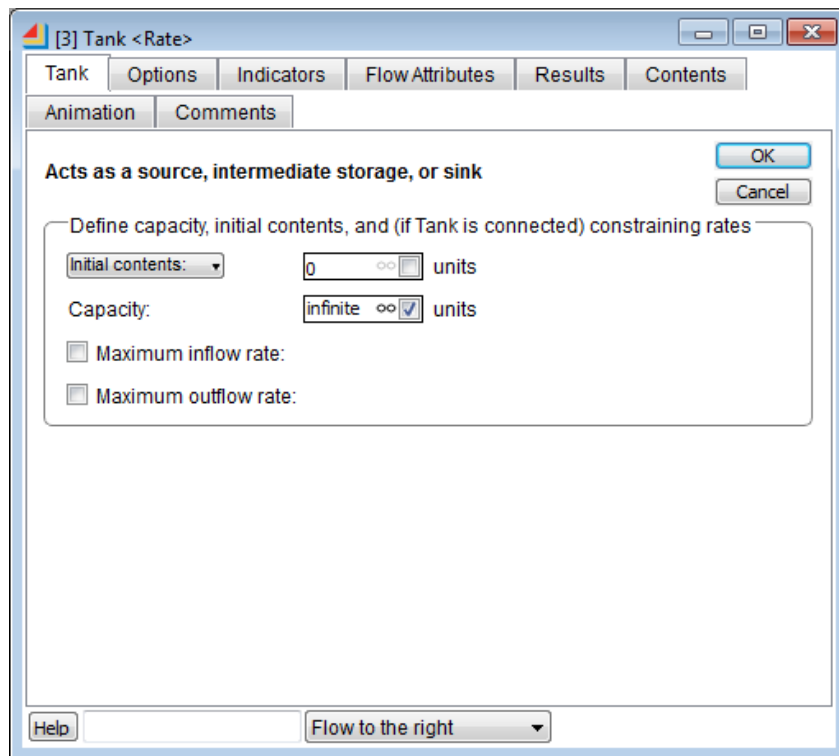 [3] Tank <Rate>
Tank Options Indicators Flow Attributes Results Contents
Animation Comments
OK
Acts as a source, intermediate storage, or sink
Cancel
Define capacity, initial contents, and (if Tank is connected) constraining rates
Initial contents: 0 ∞ units
Capacity: infinite ∞ units
Maximum inflow rate:
Maximum outflow rate:
Help Flow to the right